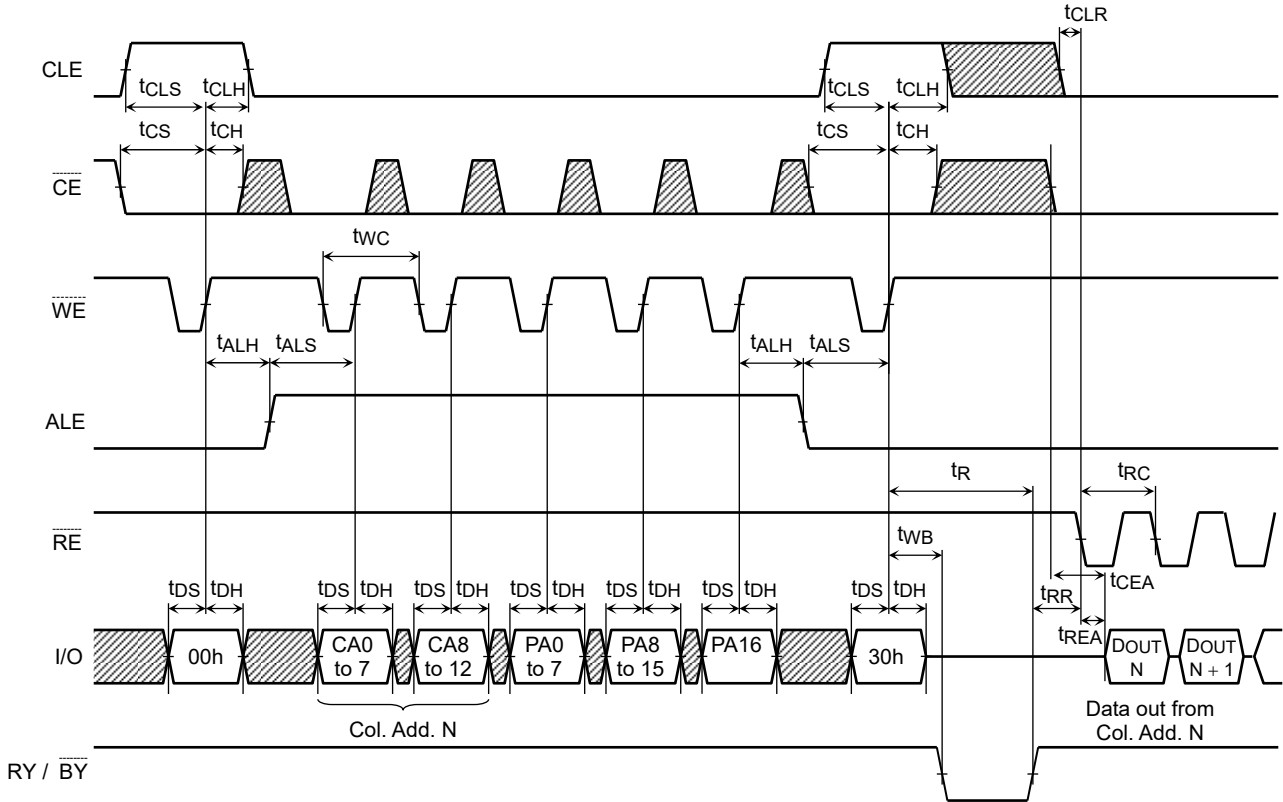 tCLR
CLE
tCLS tCLH tCLS tCLH
tCS tCH tCS tCH
CE
tWC
WE
tALH tALS tALH tALS
ALE
tR
tRC
RE
tWB
tCEA
tDS tDH tDS tDH tDS tDH tDS tDH tDS tDH tDS tDH tDS tDH
tRR
tREA
I/O 00h CA0 to 7 CA8 to 12 PA0 to 7 PA8 to 15 PA16 30h DOUT N DOUT N + 1
Col. Add. N
Data out from
Col. Add. N
RY / BY